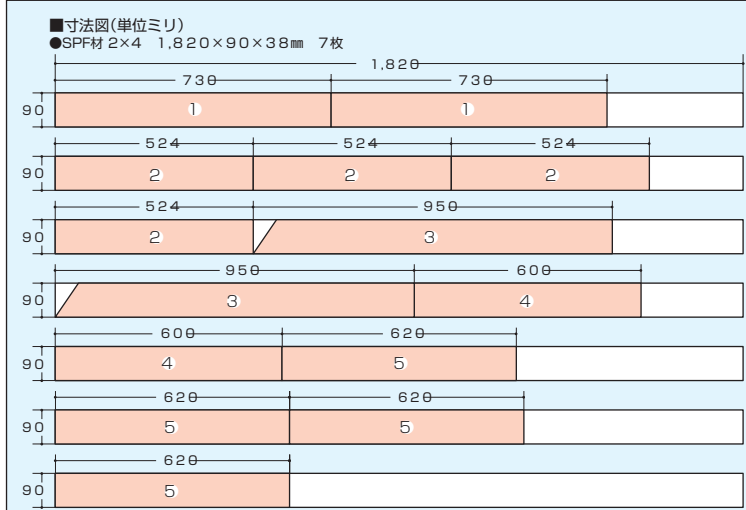 ■寸法図(単位ミリ)
●SPF材 2×4 1,820×90×38㎜ 7枚
1,820
730 730
90 ① ①
524 524 524
90 ② ② ②
524 950
90 ② ③
950 600
90 ③ ④
600 620
90 ④ ⑤
620 620
90 ⑤ ⑤
620
90 ⑤